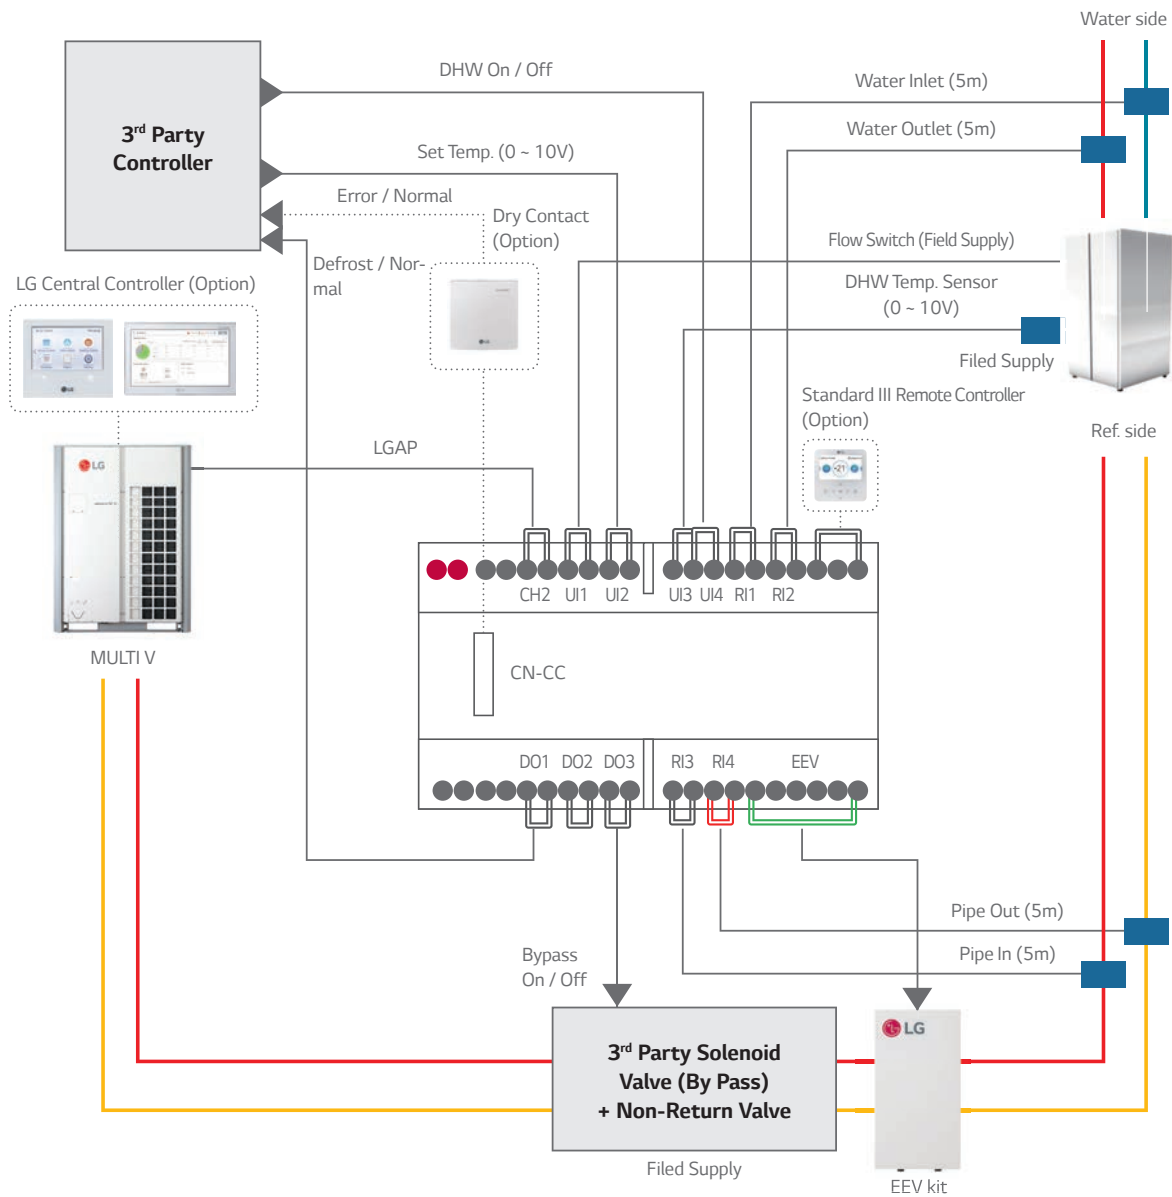 Water side
DHW On / Off
Water Inlet (5m)
3rd Party
Controller
Water Outlet (5m)
Set Temp. (0 ~ 10V)
Error / Normal
Dry Contact
(Option)
Flow Switch (Field Supply)
Defrost / Nor-
mal
LG Central Controller (Option)
DHW Temp. Sensor
(0 ~ 10V)
Filed Supply
Standard III Remote Controller
(Option)
Ref. side
LGAP
LG
LG
CH2 UI1 UI2 UI3 UI4 RI1 RI2
MULTI V
CN-CC
DO1 DO2 DO3 RI3 RI4 EEV
Pipe Out (5m)
Bypass
On / Off
Pipe In (5m)
LG
3rd Party Solenoid
Valve (By Pass)
+ Non-Return Valve
Filed Supply
EEV kit